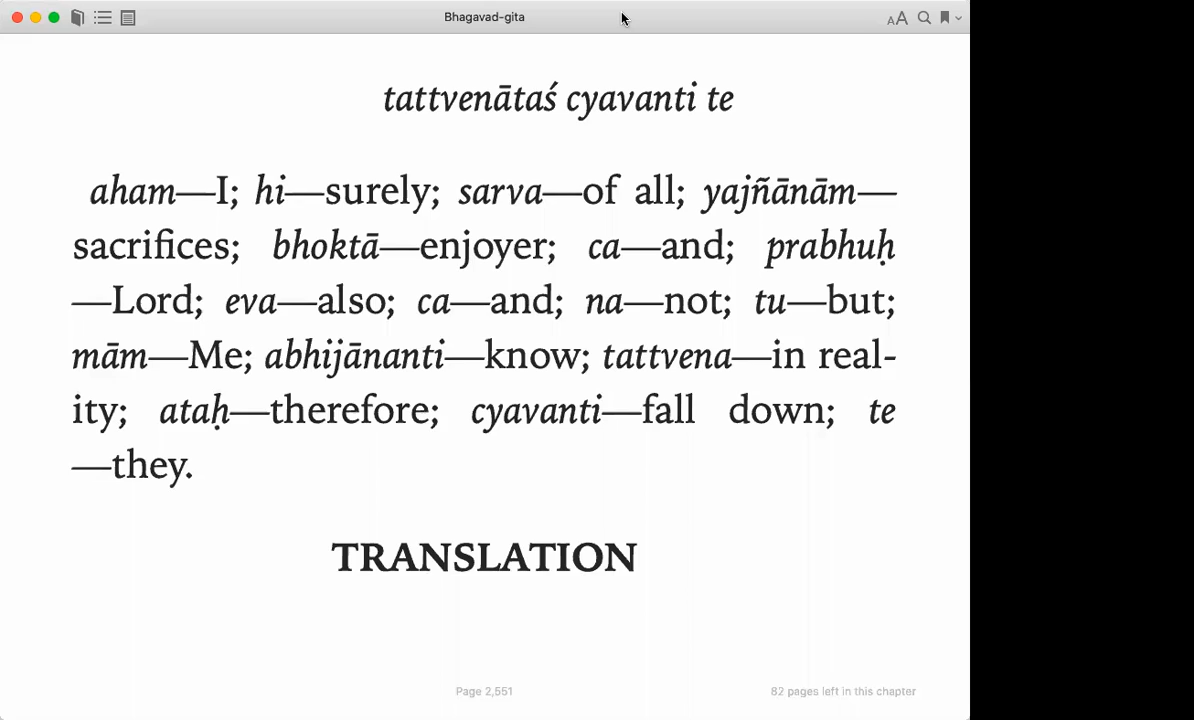 Bhagavad-gita
AA
tattvenātaś cyavanti te
aham—I; hi—surely; sarva—of all; yajñānām—
sacrifices; bhoktā—enjoyer; ca—and; prabhuḥ
—Lord; eva—also; ca—and; na—not; tu—but;
mām—Me; abhijānanti—know; tattvena—in real-
ity; ataḥ—therefore; cyavanti—fall down; te
—they.
TRANSLATION
Page 2,551
82 pages left in this chapter